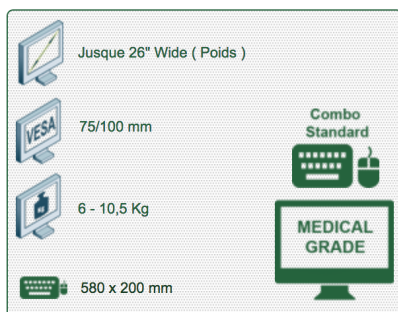 Jusque 26" Wide ( Poids )
VESA
75/100 mm
KG
6 - 10,5 Kg
580 x 200 mm
Combo
Standard
MEDICAL
GRADE